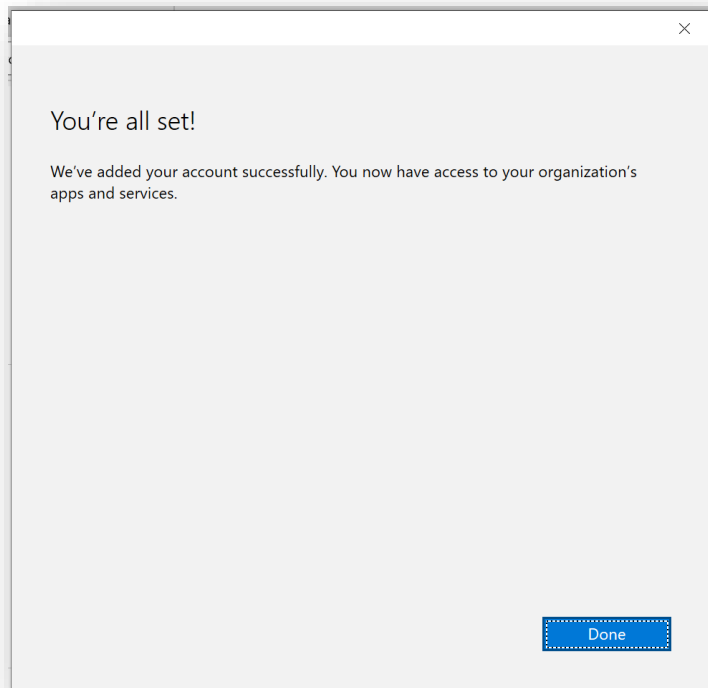 You’re all set!
We’ve added your account successfully. You now have access to your organization’s
apps and services.
Done